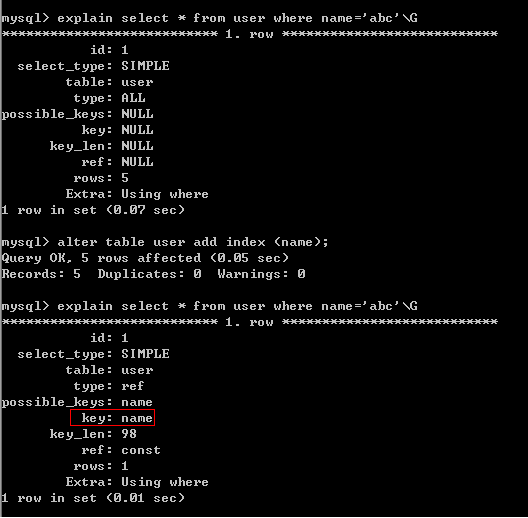 mysql> explain select * from user where name='abc'\G
*************************** 1. row ***************************
id: 1
select_type: SIMPLE
table: user
type: ALL
possible_keys: NULL
key: NULL
key_len: NULL
ref: NULL
rows: 5
Extra: Using where
1 row in set (0.07 sec)
mysql> alter table user add index (name);
Query OK, 5 rows affected (0.05 sec)
Records: 5  Duplicates: 0  Warnings: 0
mysql> explain select * from user where name='abc'\G
*************************** 1. row ***************************
id: 1
select_type: SIMPLE
table: user
type: ref
possible_keys: name
key: name
key_len: 98
ref: const
rows: 1
Extra: Using where
1 row in set (0.01 sec)